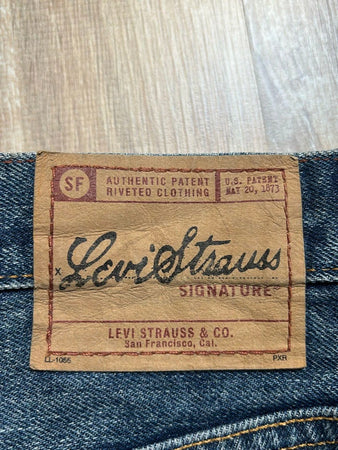 SF
AUTHENTIC PATENT
RIVETED CLOTHING
U.S. PATENT
MAY 20, 1873
x Levi Strauss
SIGNATURE
LEVI STRAUSS & CO.
San Francisco, Cal.
LL-1055
PXR